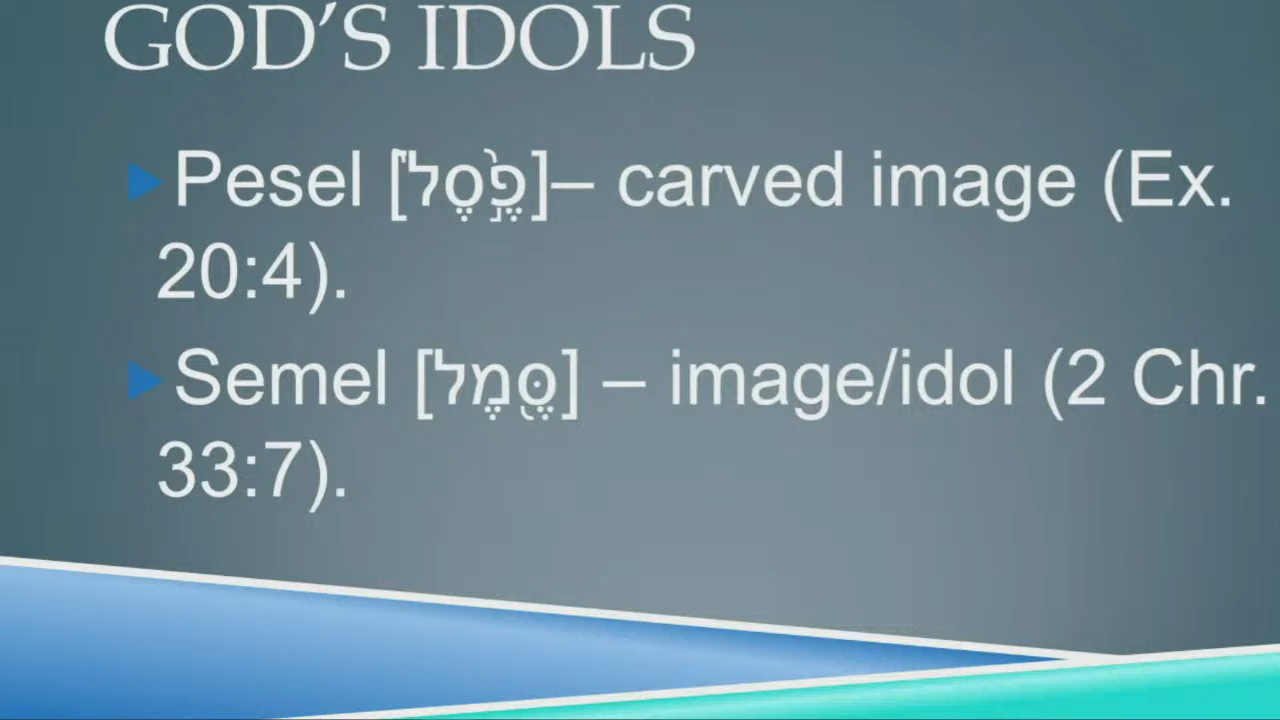 GOD’S IDOLS
Pesel [פֶ֣֙סֶל֙]– carved image (Ex.
20:4).
Semel [סֶּ֖מֶל] – image/idol (2 Chr.
33:7).